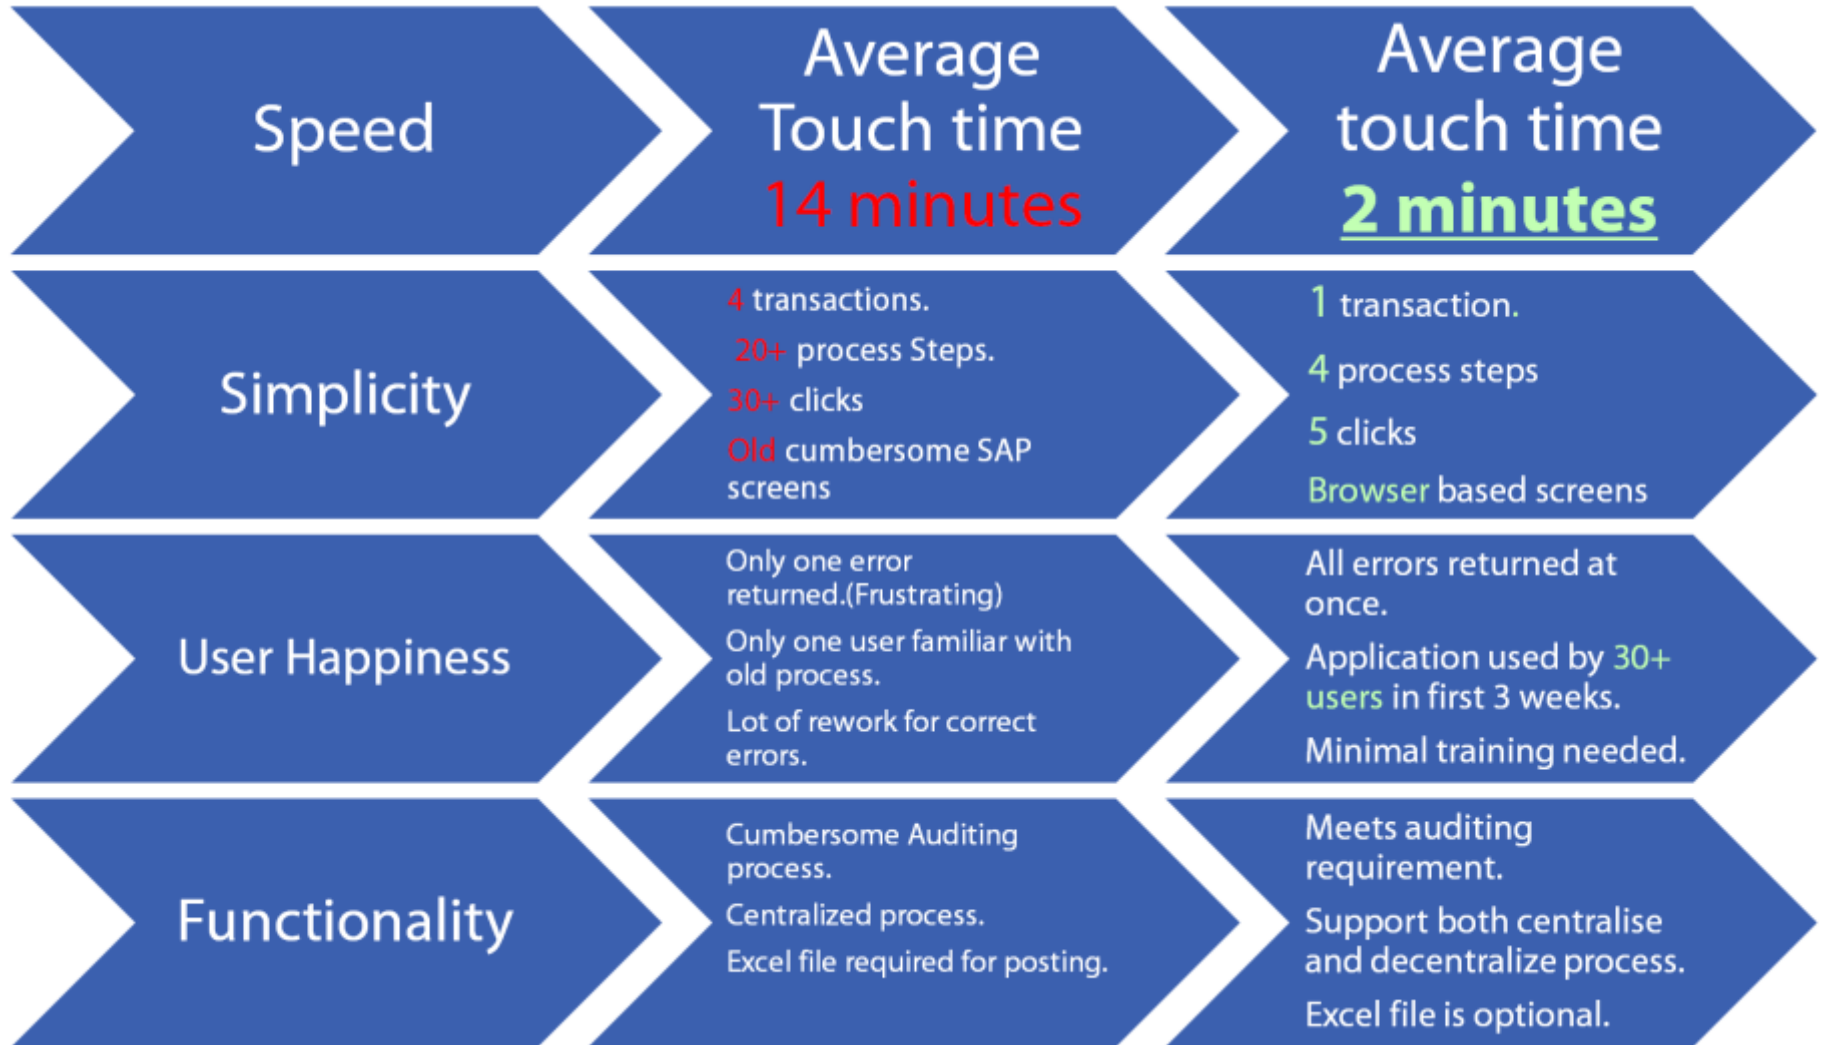 Speed
Average
Touch time
14 minutes
Average
touch time
2 minutes
Simplicity
4 transactions.
20+ process Steps.
30+ clicks
Old cumbersome SAP
screens
1 transaction.
4 process steps
5 clicks
Browser based screens
User Happiness
Only one error
returned.(Frustrating)
Only one user familiar with
old process.
Lot of rework for correct
errors.
All errors returned at
once.
Application used by 30+
users in first 3 weeks.
Minimal training needed.
Functionality
Cumbersome Auditing
process.
Centralized process.
Excel file required for posting.
Meets auditing
requirement.
Support both centralise
and decentralize process.
Excel file is optional.